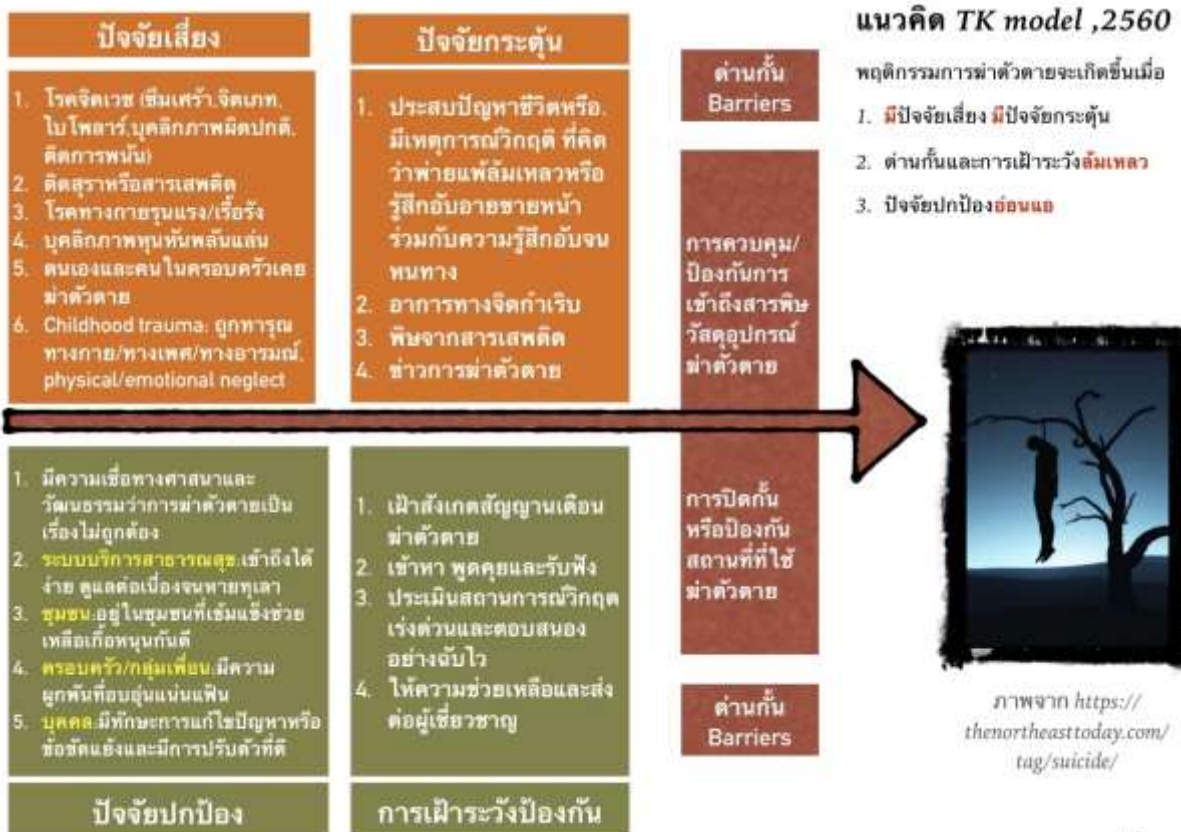 ปัจจัยเสี่ยง
1. โรคจิตเวช (ซึมเศร้า,จิตเภท,
ไบโพลาร์,บุคลิกภาพผิดปกติ,
ติดการพนัน)
2. ติดสุราหรือสารเสพติด
3. โรคทางกายรุนแรง/เรื้อรัง
4. บุคลิกภาพหุนหันพลันแล่น
5. ตนเองและคนในครอบครัวเคย
ฆ่าตัวตาย
6. Childhood trauma: ถูกทารุณ
ทางกาย/ทางเพศ/ทางอารมณ์,
physical/emotional neglect
ปัจจัยกระตุ้น
1. ประสบปัญหาชีวิตหรือ.
มีเหตุการณ์วิกฤติ ที่คิด
ว่าพ่ายแพ้ล้มเหลวหรือ
รู้สึกอับอายขายหน้า
ร่วมกับความรู้สึกอับจน
หนทาง
2. อาการทางจิตกำเริบ
3. พิษจากสารเสพติด
4. ข่าวการฆ่าตัวตาย
ด่านกั้น
Barriers
การควบคุม/
ป้องกันการ
เข้าถึงสารพิษ
วัสดุอุปกรณ์
ฆ่าตัวตาย
แนวคิด TK model ,2560
พฤติกรรมการฆ่าตัวตายจะเกิดขึ้นเมื่อ
1. มีปัจจัยเสี่ยง มีปัจจัยกระตุ้น
2. ด่านกั้นและการเฝ้าระวังล้มเหลว
3. ปัจจัยปกป้องอ่อนแอ
1. มีความเชื่อทางศาสนาและ
วัฒนธรรมว่าการฆ่าตัวตายเป็น
เรื่องไม่ถูกต้อง
2. ระบบบริการสาธารณสุข:เข้าถึงได้
ง่าย ดูแลต่อเนื่องจนหายทุเลา
3. ชุมชน:อยู่ในชุมชนที่เข้มแข็งช่วย
เหลือเกื้อหนุนกันดี
4. ครอบครัว/กลุ่มเพื่อน:มีความ
ผูกพันที่อบอุ่นแน่นแฟ้น
5. บุคคล:มีทักษะการแก้ไขปัญหาหรือ
ข้อขัดแย้งและมีการปรับตัวที่ดี
ปัจจัยปกป้อง
1. เฝ้าสังเกตสัญญานเตือน
ฆ่าตัวตาย
2. เข้าหา พูดคุยและรับฟัง
3. ประเมินสถานการณ์วิกฤต
เร่งด่วนและตอบสนอง
อย่างฉับไว
4. ให้ความช่วยเหลือและส่ง
ต่อผู้เชี่ยวชาญ
การเฝ้าระวังป้องกัน
การปิดกั้น
หรือป้องกัน
สถานที่ที่ใช้
ฆ่าตัวตาย
ด่านกั้น
Barriers
ภาพจาก https://
thenortheasttoday.com/
tag/suicide/